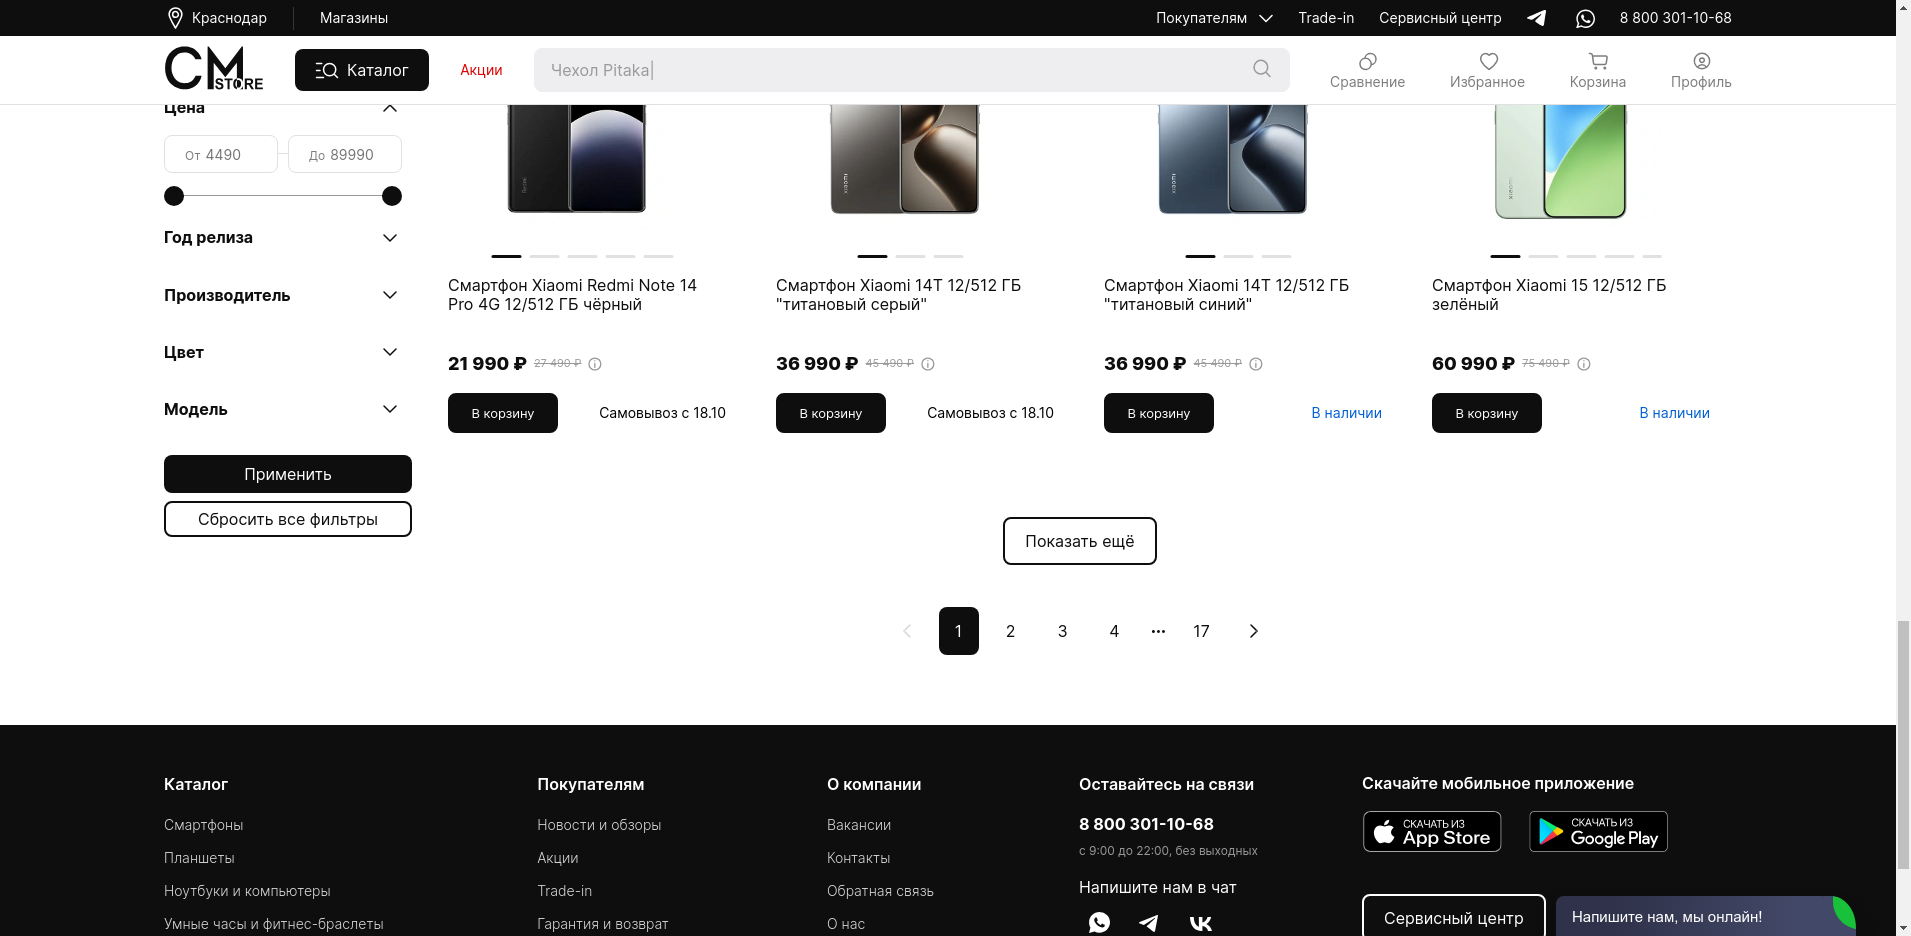 Краснодар
Магазины
Покупателям
Trade-in
Сервисный центр
8 800 301-10-68
CM STORE
Каталог
Акции
Чехол Pitaka|
Сравнение
Избранное
Корзина
Профиль
Цена
От 4490
До 89990
Год релиза
Производитель
Цвет
Модель
Применить
Сбросить все фильтры
Смартфон Xiaomi Redmi Note 14
Pro 4G 12/512 ГБ чёрный
21 990 ₽ 27 490 ₽
В корзину
Самовывоз с 18.10
Смартфон Xiaomi 14T 12/512 ГБ
"титановый серый"
36 990 ₽ 45 490 ₽
В корзину
Самовывоз с 18.10
Смартфон Xiaomi 14T 12/512 ГБ
"титановый синий"
36 990 ₽ 45 490 ₽
В корзину
В наличии
Смартфон Xiaomi 15 12/512 ГБ
зелёный
60 990 ₽ 75 490 ₽
В корзину
В наличии
Показать ещё
1 2 3 4 ••• 17
Каталог
Смартфоны
Планшеты
Ноутбуки и компьютеры
Умные часы и фитнес-браслеты
Покупателям
Новости и обзоры
Акции
Trade-in
Гарантия и возврат
О компании
Вакансии
Контакты
Обратная связь
О нас
Оставайтесь на связи
8 800 301-10-68
с 9:00 до 22:00, без выходных
Напишите нам в чат
Скачайте мобильное приложение
СКАЧАТЬ ИЗ
App Store
СКАЧАТЬ ИЗ
Google Play
Сервисный центр
Напишите нам, мы онлайн!